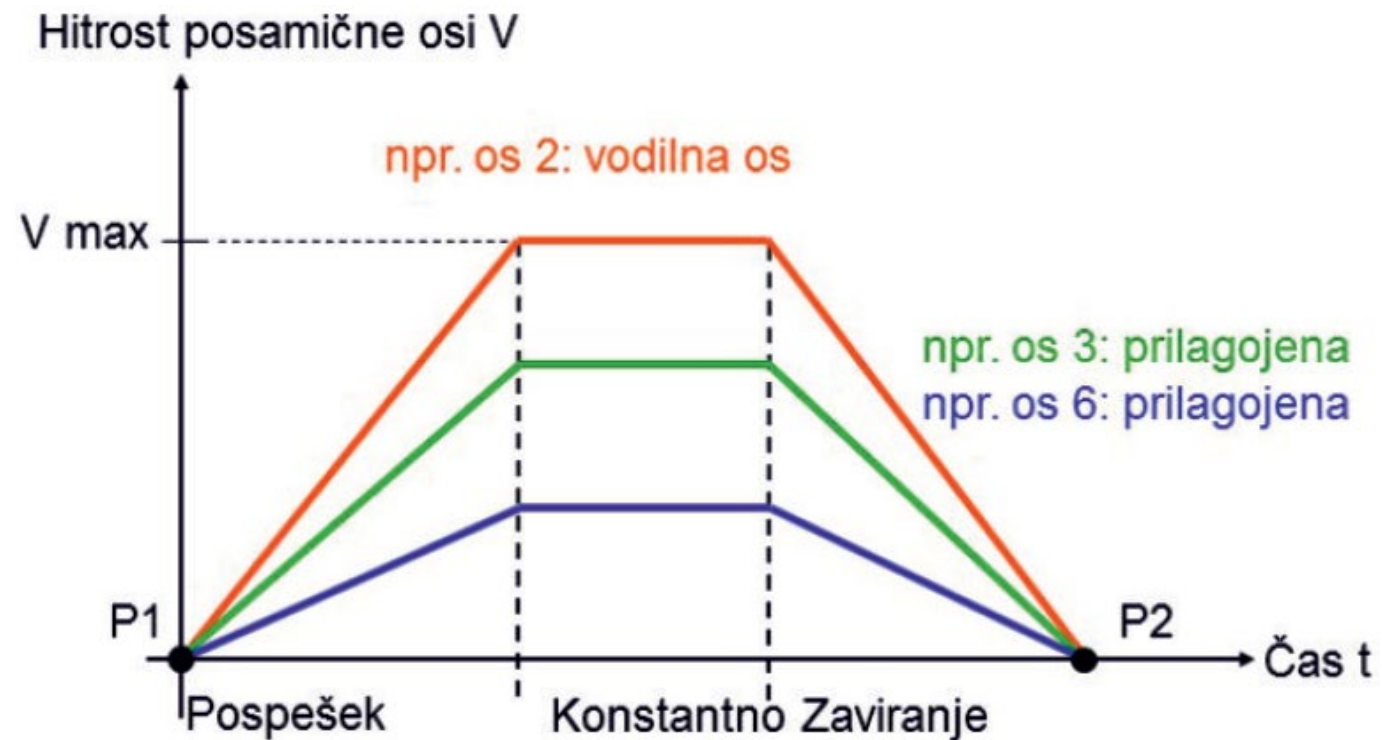 Hitrost posamične osi V
npr. os 2: vodilna os
V max
npr. os 3: prilagojena
npr. os 6: prilagojena
P1
P2
Čas t
Pospešek
Konstantno Zaviranje